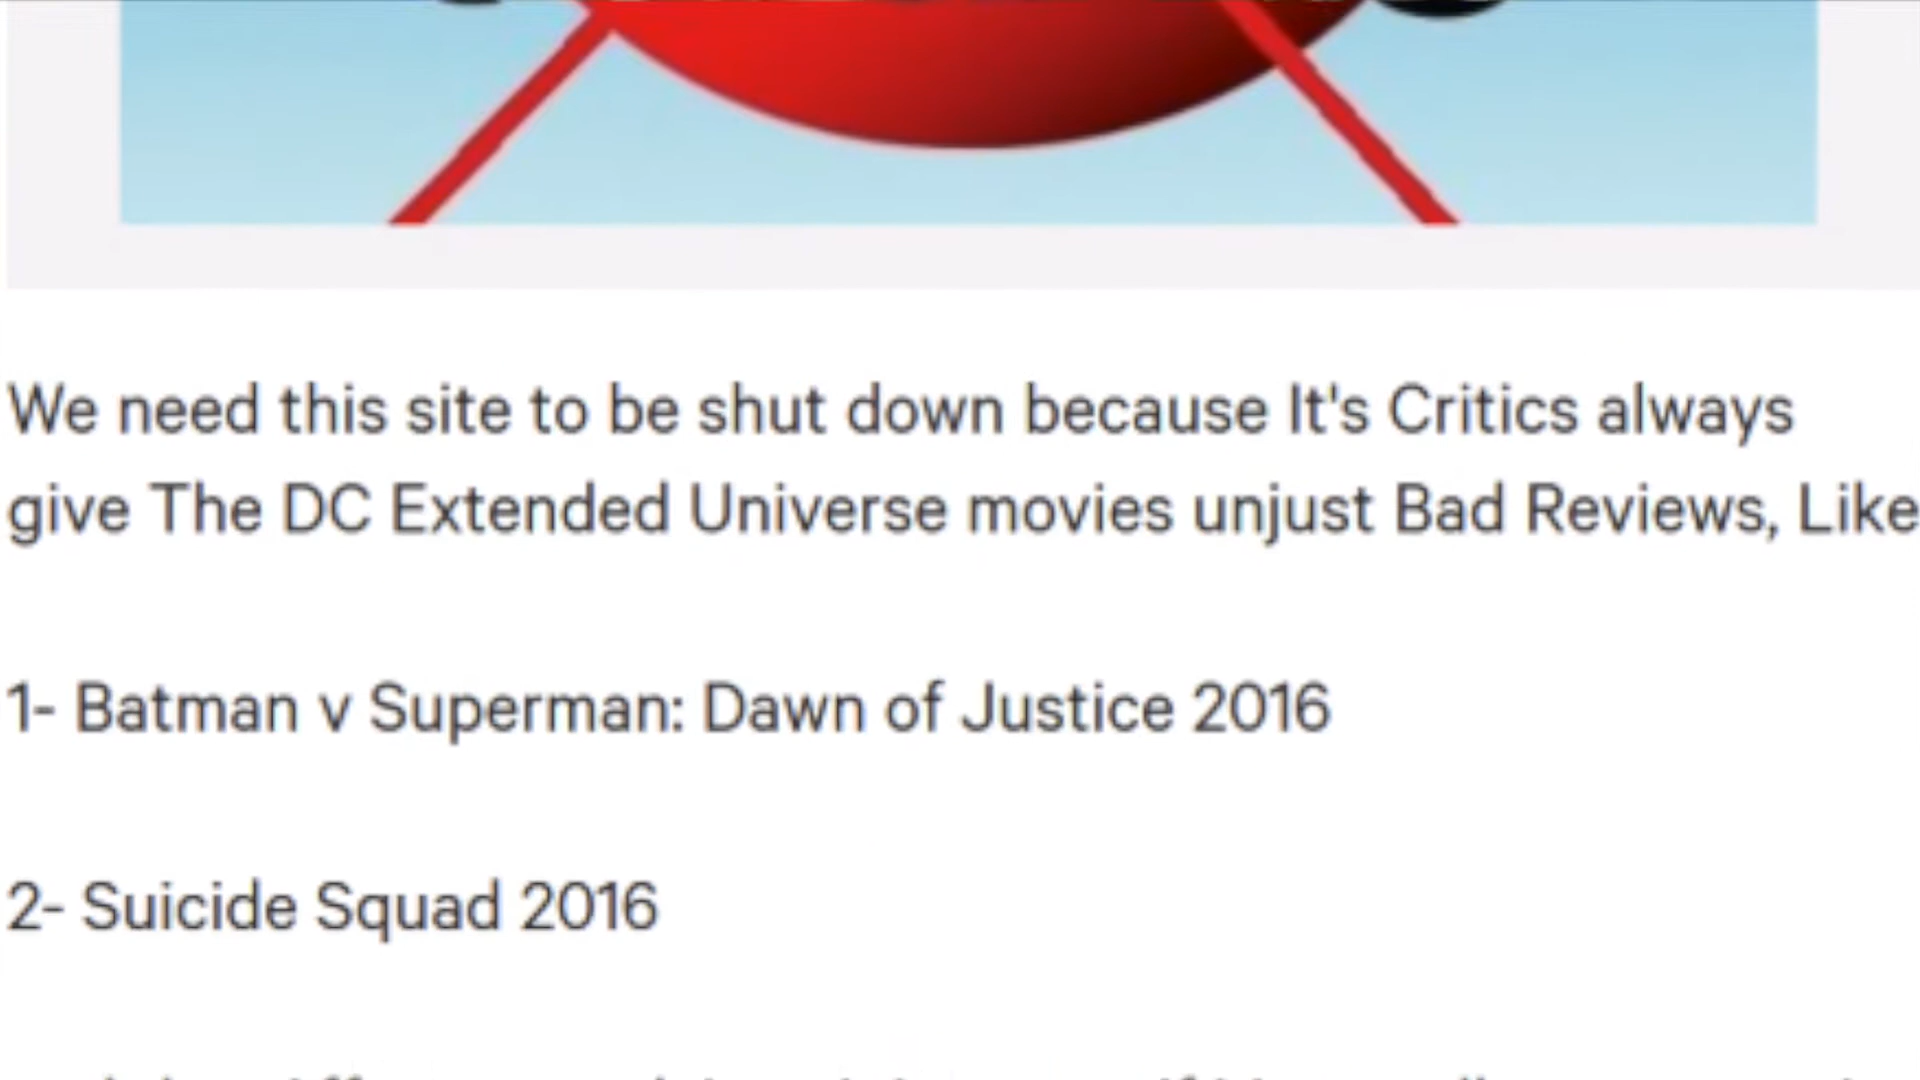 We need this site to be shut down because It's Critics always
give The DC Extended Universe movies unjust Bad Reviews, Like
1- Batman v Superman: Dawn of Justice 2016
2- Suicide Squad 2016